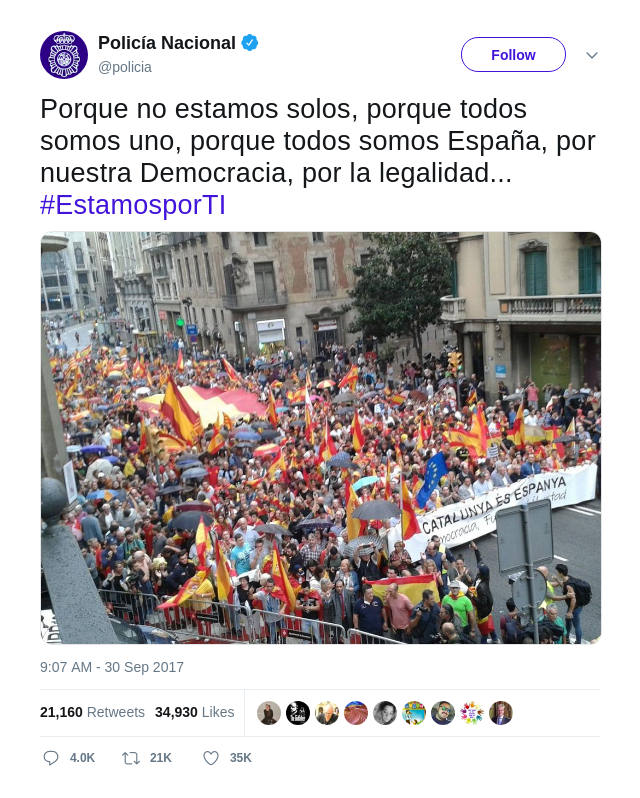 Policía Nacional
@policia
Follow
Porque no estamos solos, porque todos
somos uno, porque todos somos España, por
nuestra Democracia, por la legalidad...
#EstamosporTI
CATALUNYA ES ESPANYA
9:07 AM - 30 Sep 2017
21,160 Retweets 34,930 Likes
4.0K 21K 35K